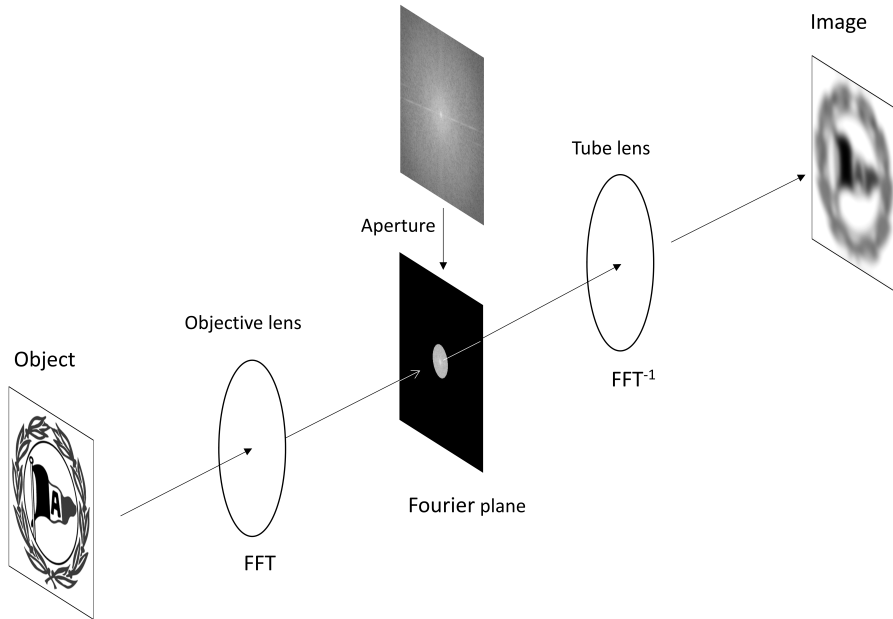 Image
Tube lens
Aperture
Objective lens
Object
A
FFT⁻¹
Fourier plane
FFT